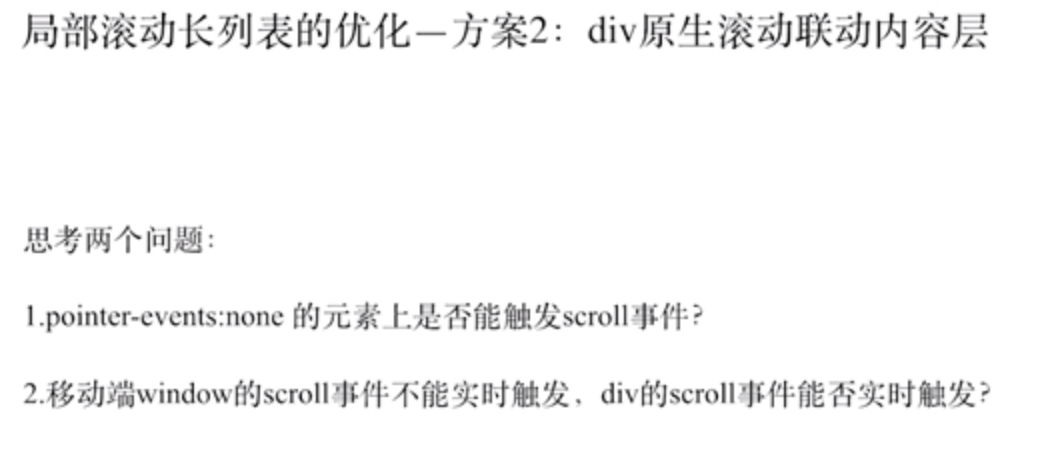 局部滚动长列表的优化—方案2：div原生滚动联动内容层
思考两个问题：
1.pointer-events:none 的元素上是否能触发scroll事件?
2.移动端window的scroll事件不能实时触发，div的scroll事件能否实时触发?